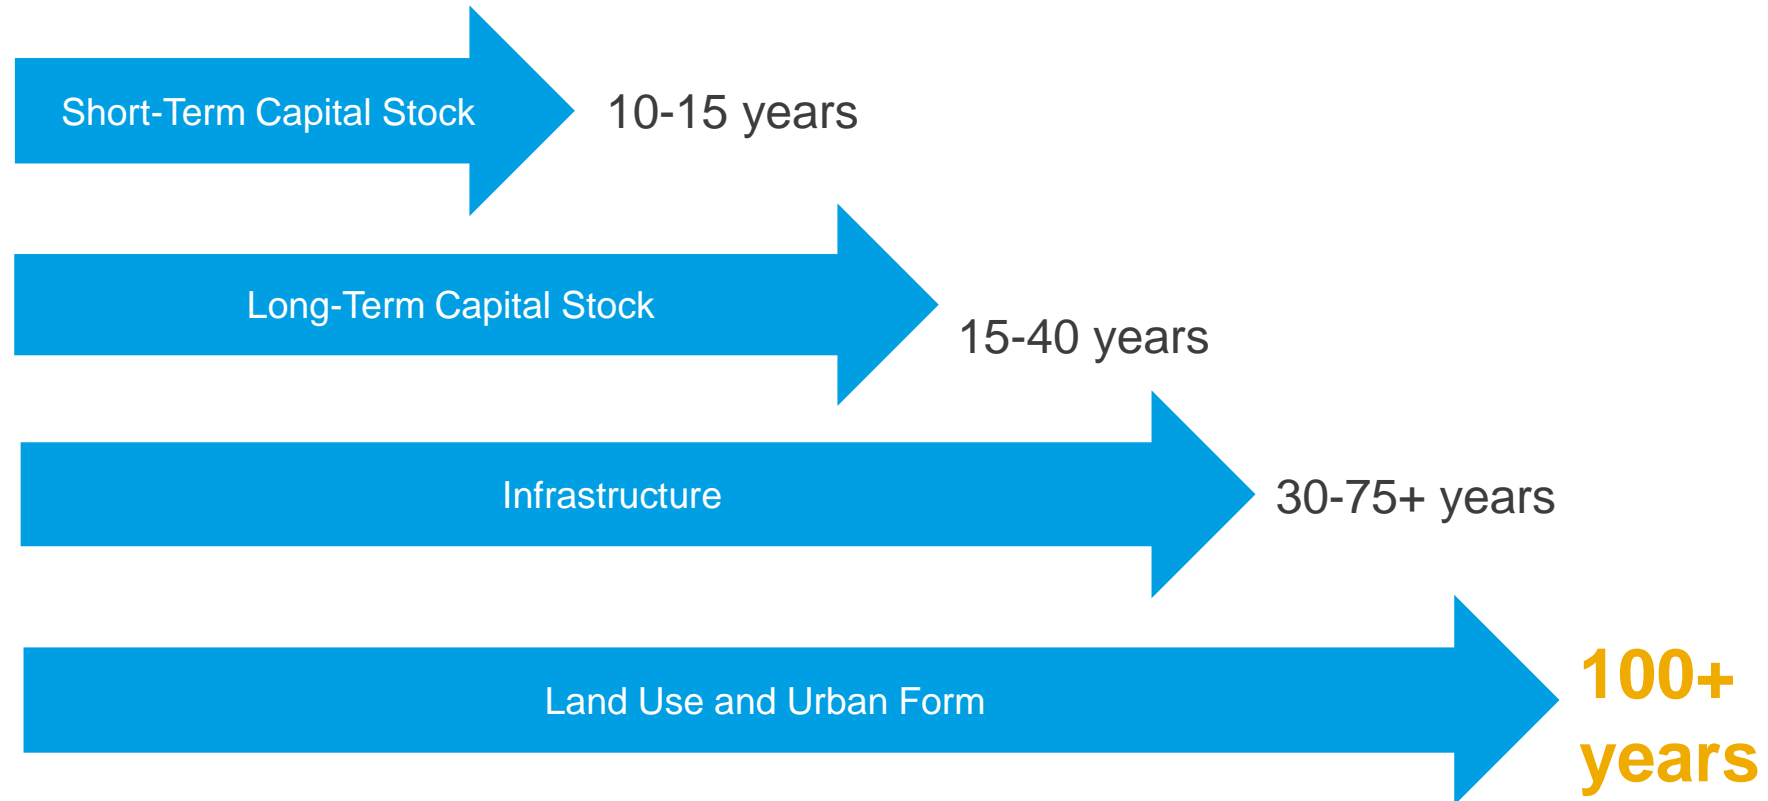 Short-Term Capital Stock
10-15 years
Long-Term Capital Stock
15-40 years
Infrastructure
30-75+ years
Land Use and Urban Form
100+
years